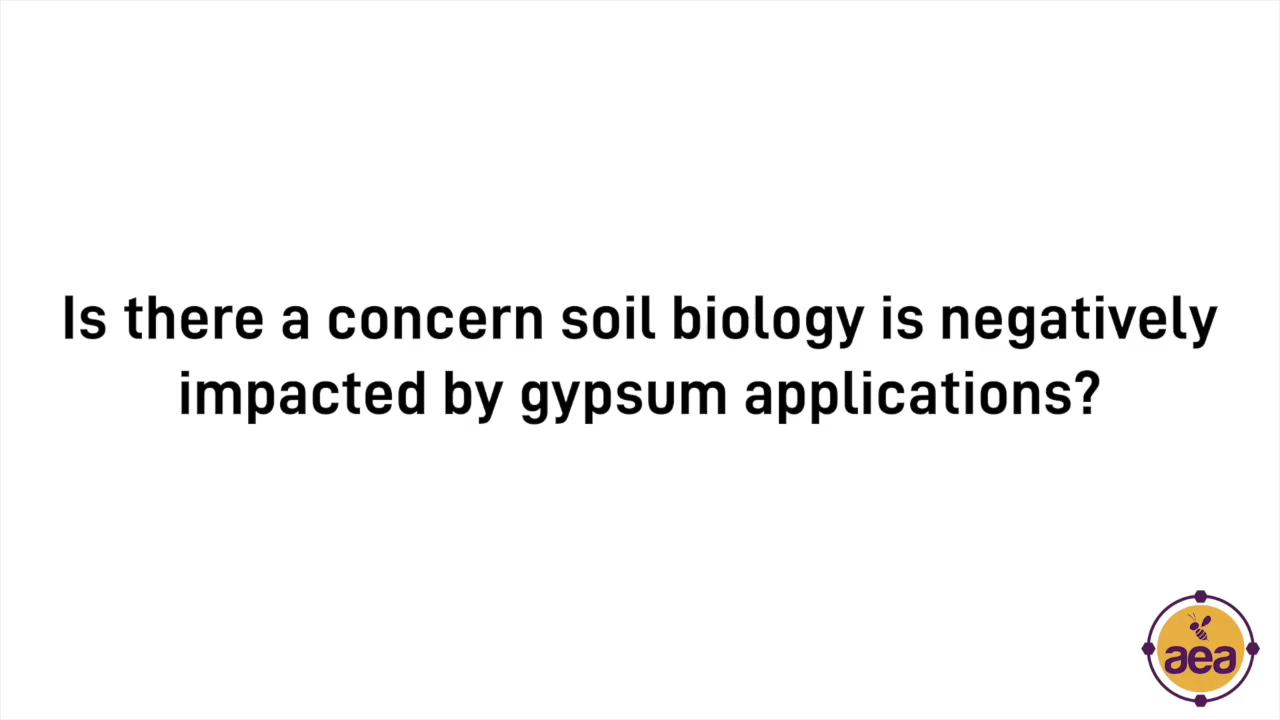 Is there a concern soil biology is negatively
impacted by gypsum applications?
aea